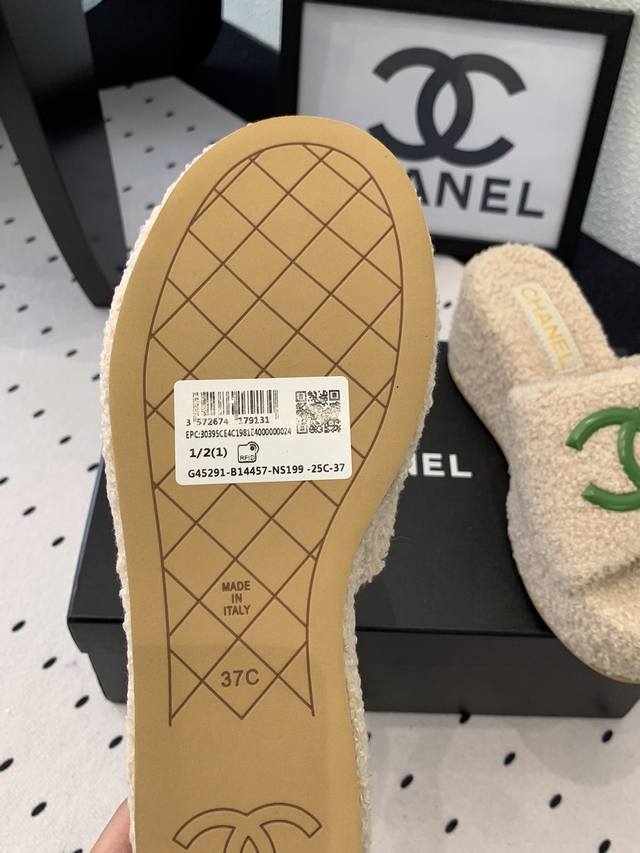 CHANEL
CHANEL
3 572674 179131
EPC:30395CE4C1981E4000000024
1/2(1)
RFID
G45291-B14457-NS199 -25C-37
NEL
MADE
IN
ITALY
37C